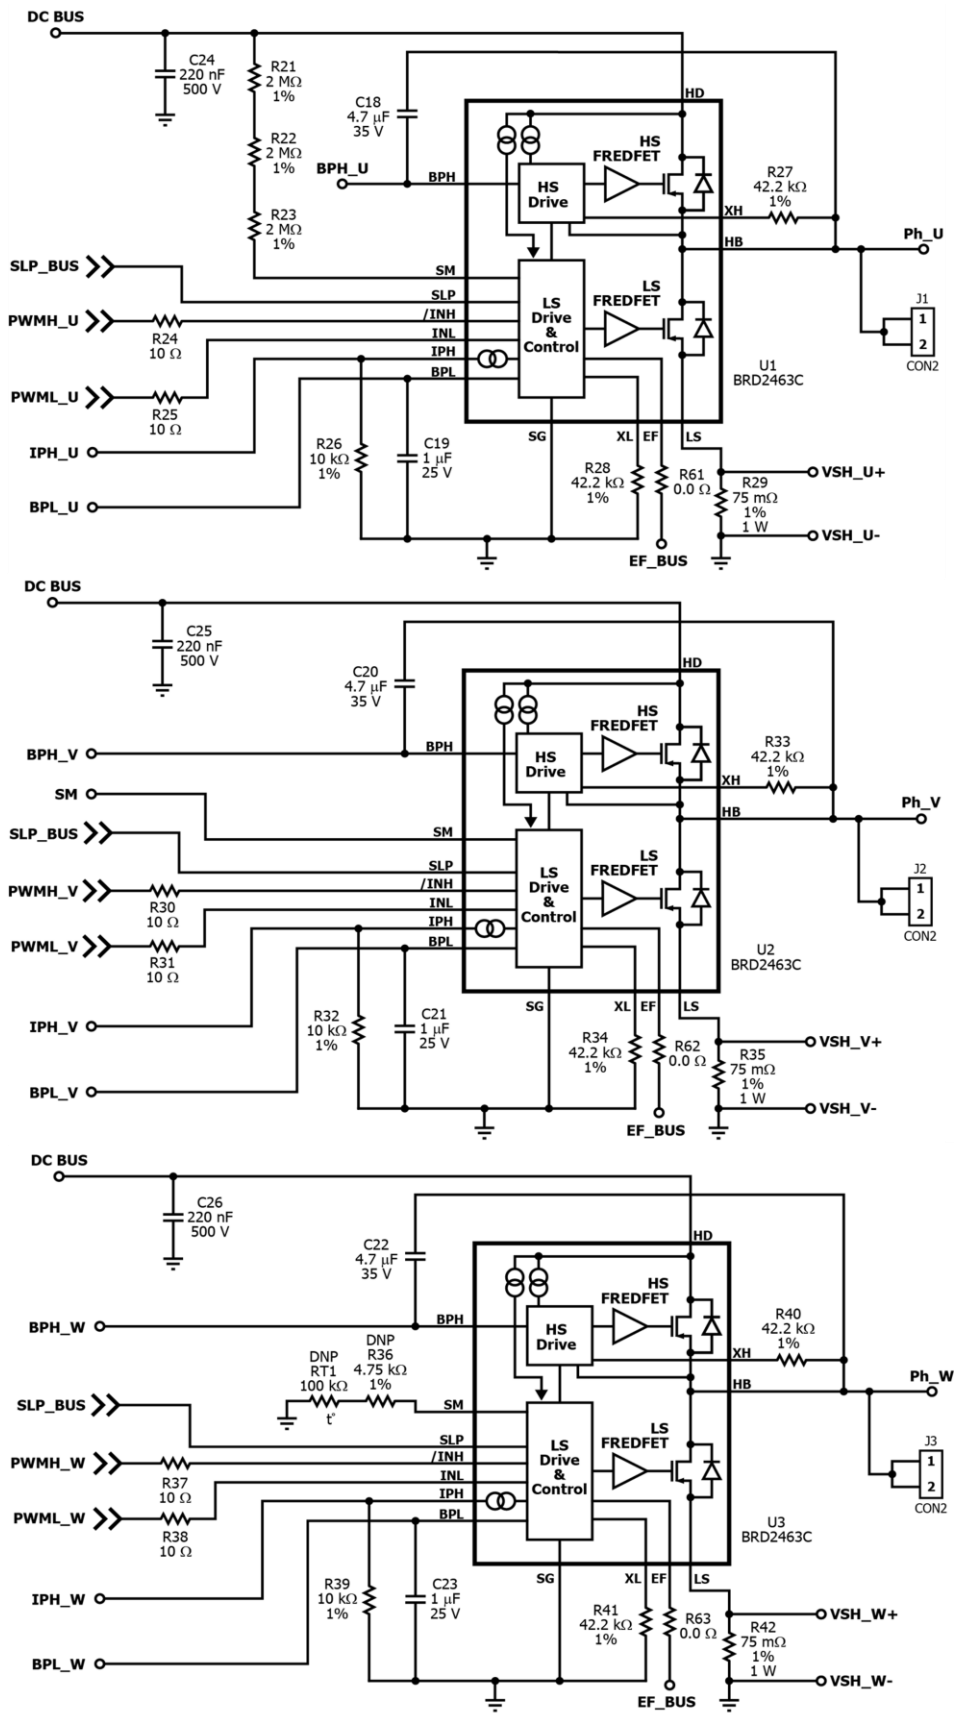 DC BUS
C24
220 nF
500 V
R21
2 MΩ
1%
C18
4.7 μF
35 V
HD
R22
2 MΩ
1%
BPH_U
BPH
HS
FREDFET
HS
Drive
R27
42.2 kΩ
1%
XH
R23
2 MΩ
1%
HB
Ph_U
SLP_BUS
SM
SLP
PWMH_U
R24
10 Ω
/INH
INL
IPH
BPL
LS
Drive
&
Control
LS
FREDFET
J1
1
2
CON2
U1
BRD2463C
PWML_U
R25
10 Ω
IPH_U
R26
10 kΩ
1%
C19
1 μF
25 V
SG
XL
EF
LS
R28
42.2 kΩ
1%
R61
0.0 Ω
VSH_U+
R29
75 mΩ
1%
1 W
BPL_U
VSH_U-
EF_BUS
DC BUS
C25
220 nF
500 V
C20
4.7 μF
35 V
HD
HS
FREDFET
BPH_V
BPH
HS
Drive
R33
42.2 kΩ
1%
XH
SM
HB
Ph_V
SLP_BUS
SM
SLP
PWMH_V
R30
10 Ω
/INH
INL
IPH
BPL
LS
Drive
&
Control
LS
FREDFET
J2
1
2
CON2
PWML_V
R31
10 Ω
U2
BRD2463C
SG
XL
EF
LS
IPH_V
R32
10 kΩ
1%
C21
1 μF
25 V
R34
42.2 kΩ
1%
R62
0.0 Ω
VSH_V+
R35
75 mΩ
1%
1 W
BPL_V
VSH_V-
EF_BUS
DC BUS
C26
220 nF
500 V
C22
4.7 μF
35 V
HD
HS
FREDFET
BPH_W
BPH
HS
Drive
R40
42.2 kΩ
1%
XH
DNP
RT1
100 kΩ
t°
DNP
R36
4.75 kΩ
1%
HB
Ph_W
SLP_BUS
SM
SLP
PWMH_W
R37
10 Ω
/INH
INL
IPH
BPL
LS
Drive
&
Control
LS
FREDFET
J3
1
2
CON2
PWML_W
R38
10 Ω
U3
BRD2463C
SG
XL
EF
LS
IPH_W
R39
10 kΩ
1%
C23
1 μF
25 V
R41
42.2 kΩ
1%
R63
0.0 Ω
VSH_W+
R42
75 mΩ
1%
1 W
BPL_W
VSH_W-
EF_BUS